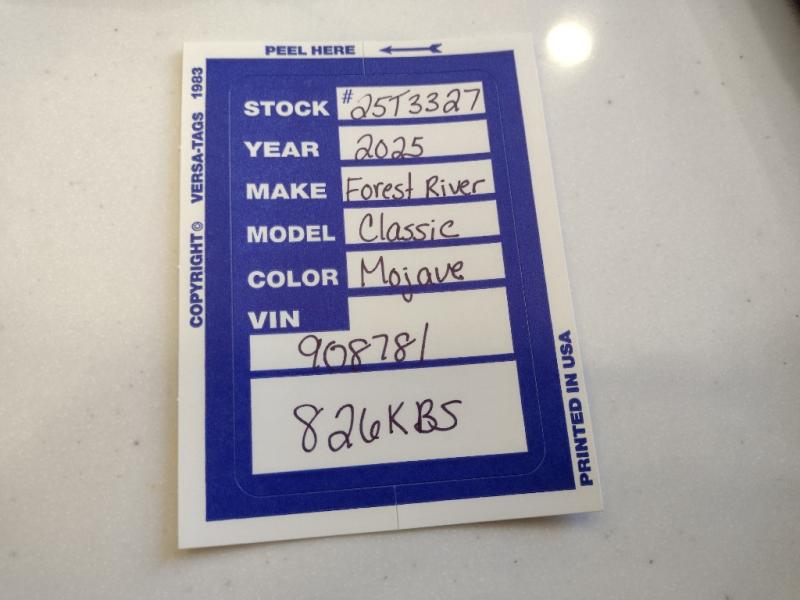 PEEL HERE
COPYRIGHT © VERSA-TAGS 1983
STOCK #25T3327
YEAR 2025
MAKE Forest River
MODEL Classic
COLOR Mojave
VIN
908781
826KBS
PRINTED IN USA